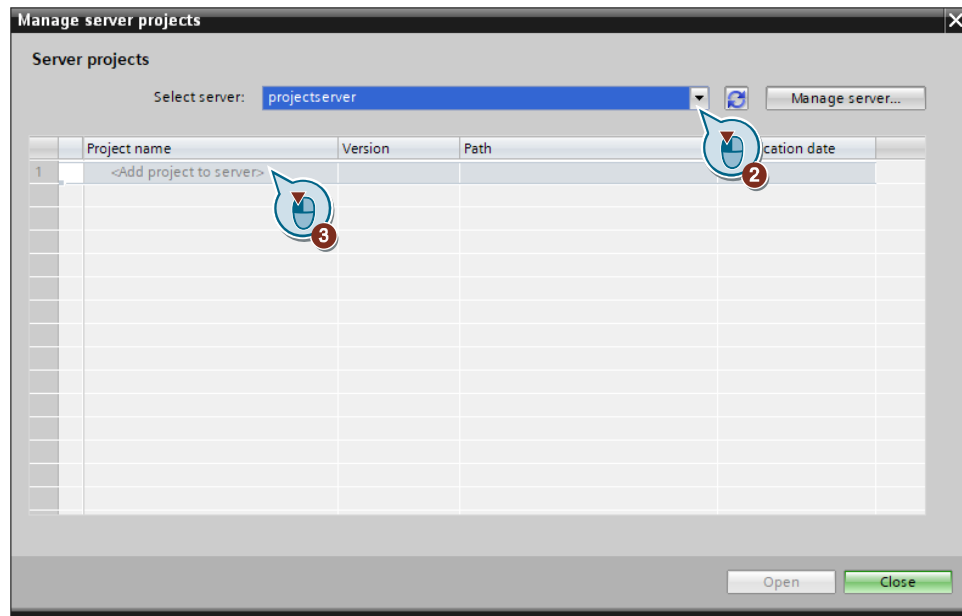 Manage server projects
Server projects
Select server: projectserver Manage server...
Project name Version Path cation date
2
1 <Add project to server>
3
Open Close